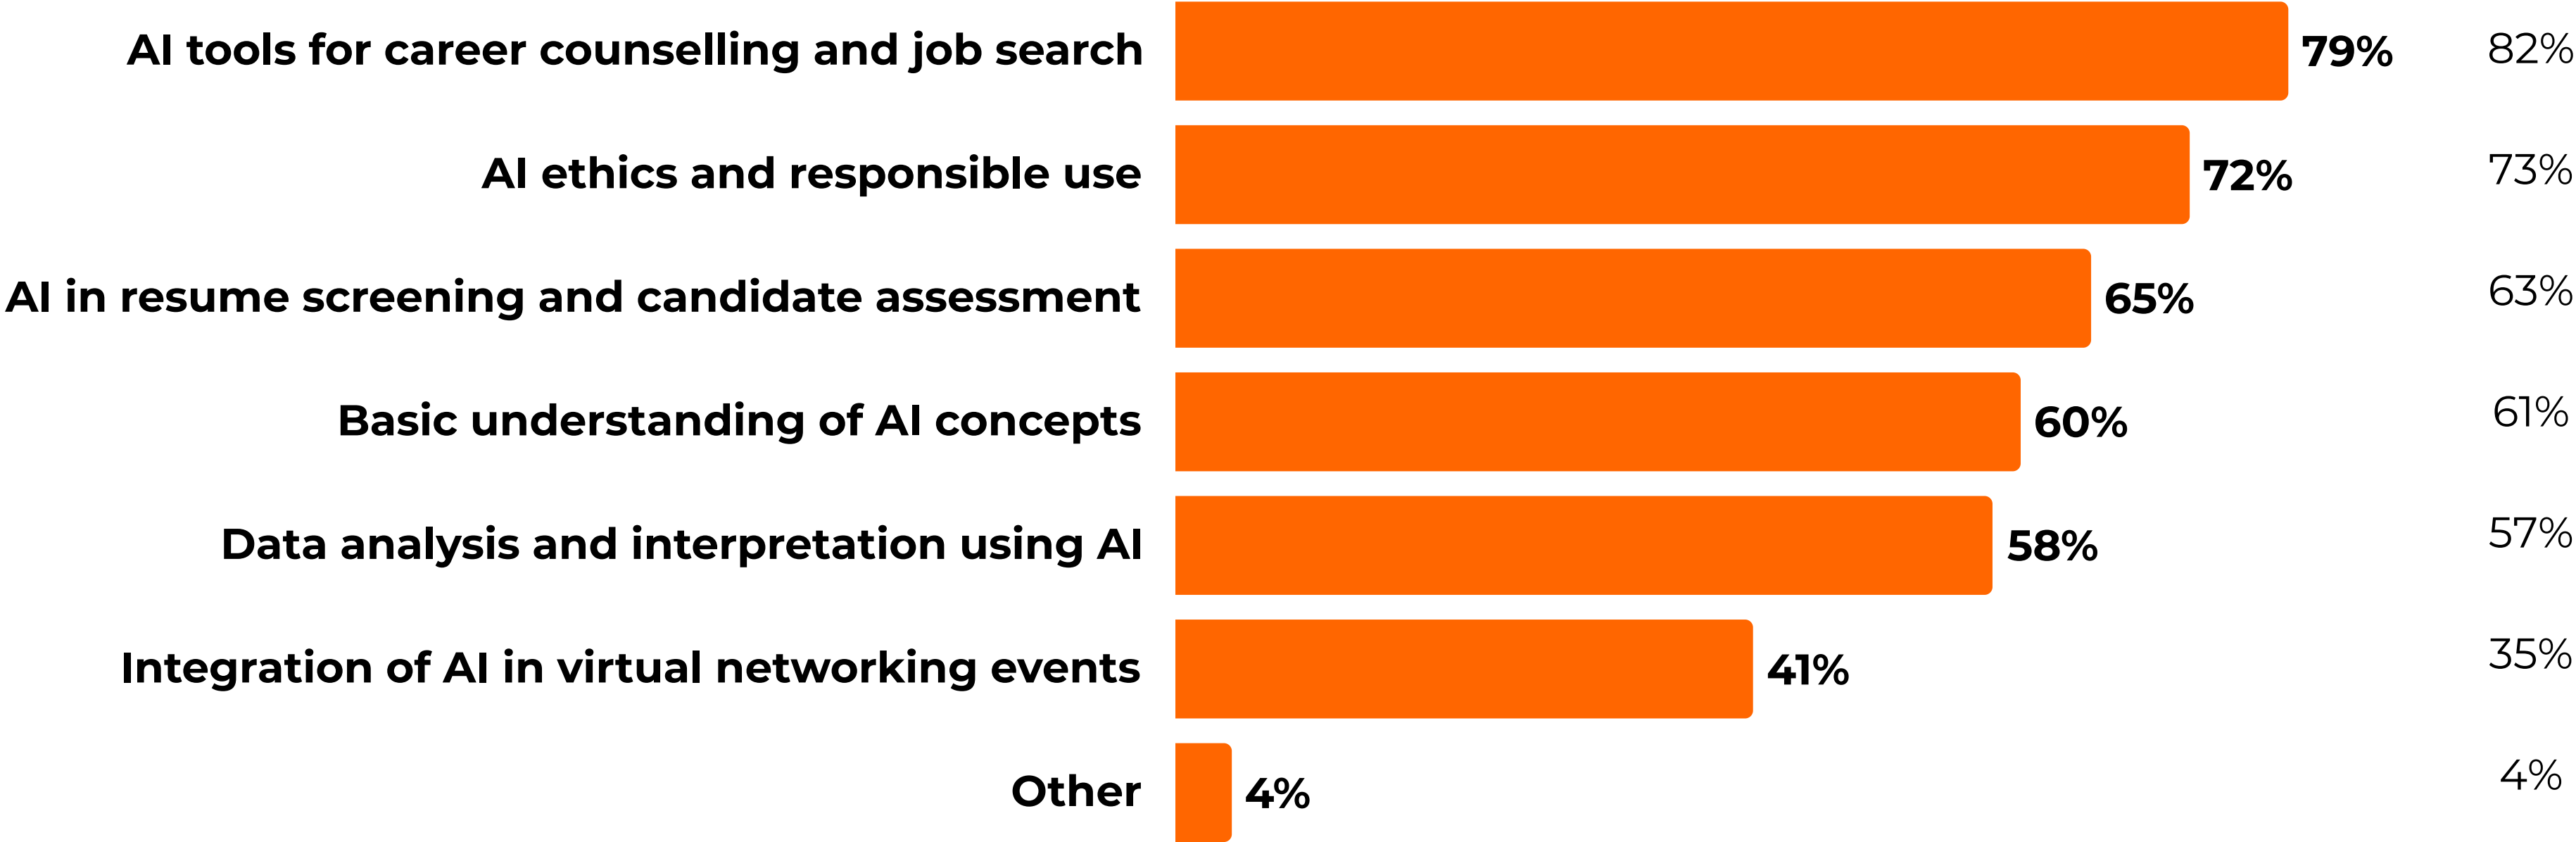 AI tools for career counselling and job search 79% 82%
AI ethics and responsible use 72% 73%
AI in resume screening and candidate assessment 65% 63%
Basic understanding of AI concepts 60% 61%
Data analysis and interpretation using AI 58% 57%
Integration of AI in virtual networking events 41% 35%
Other 4% 4%